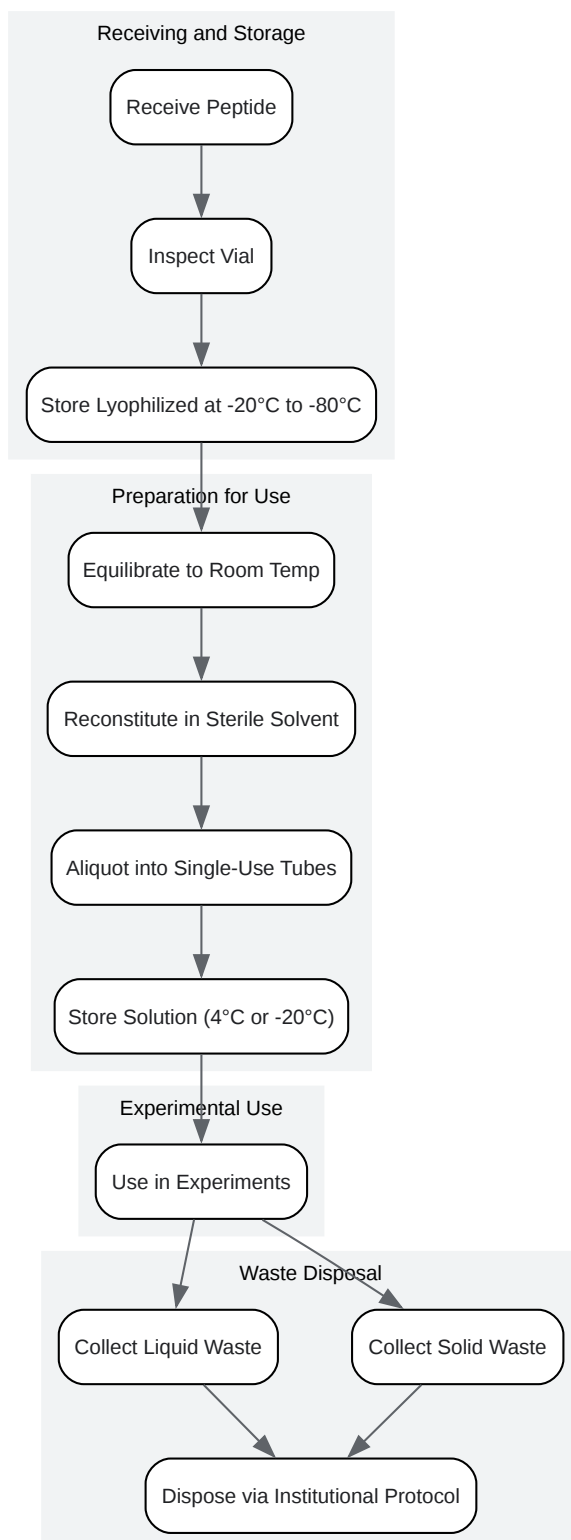 Receiving and Storage
Receive Peptide
Inspect Vial
Store Lyophilized at -20°C to -80°C
Preparation for Use
Equilibrate to Room Temp
Reconstitute in Sterile Solvent
Aliquot into Single-Use Tubes
Store Solution (4°C or -20°C)
Experimental Use
Use in Experiments
Waste Disposal
Collect Liquid Waste
Collect Solid Waste
Dispose via Institutional Protocol